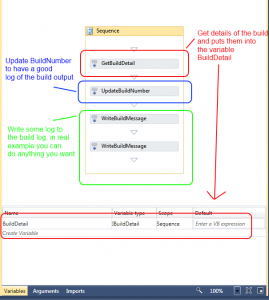 Sequence
Get details of the build
and puts them into
the variable
BuildDetail
GetBuildDetail
Update BuildNumber
to have a good
log of the build output
UpdateBuildNumber
Write some log to
the build log, in real
example you can
do anything you want
WriteBuildMessage
WriteBuildMessage
Name Variable type Scope Default
BuildDetail IBuildDetail Sequence Enter a VB expression
Create Variable
Variables Arguments Imports 100%